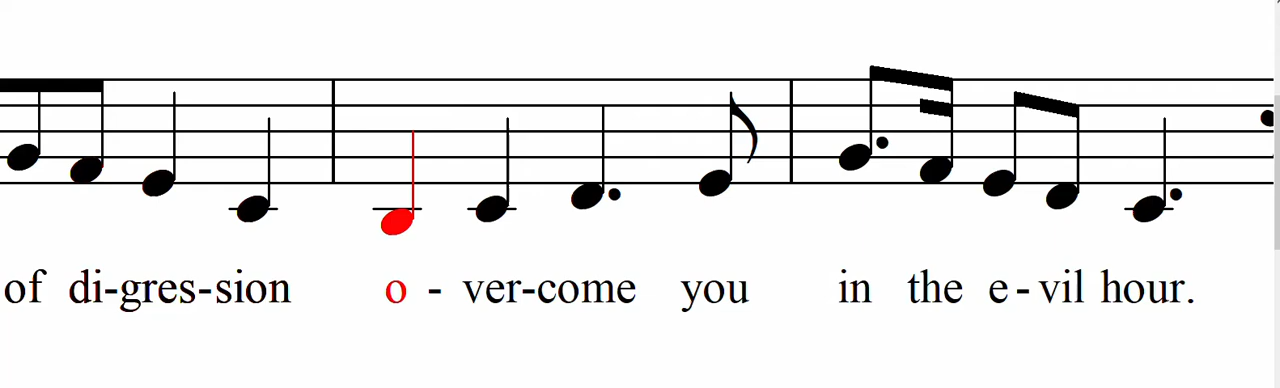 of di-gres-sion o - ver-come you in the e-vil hour.